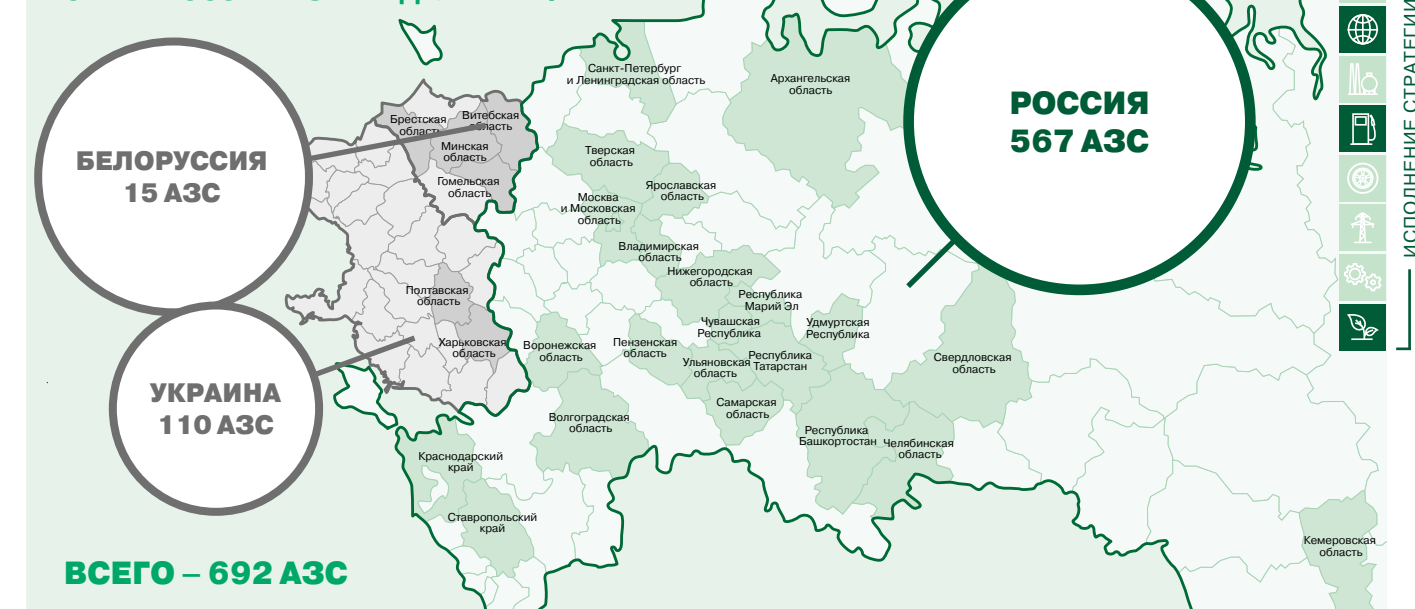 Санкт-Петербург
и Ленинградская область
Архангельская
область
РОССИЯ
567 АЗС
ИСПОЛНЕНИЕ СТРАТЕГИИ
Брестская
область
Витебская
область
Минская
область
Гомельская
область
БЕЛОРУССИЯ
15 АЗС
Тверская
область
Ярославская
область
Москва
и Московская
область
Владимирская
область
Нижегородская
область
Республика
Марий Эл
Чувашская
Республика
Удмуртская
Республика
Полтавская
область
Харьковская
область
Воронежская
область
Пензенская
область
Ульяновская
область
Республика
Татарстан
Свердловская
область
УКРАИНА
110 АЗС
Самарская
область
Волгоградская
область
Республика
Башкортостан
Челябинская
область
Краснодарский
край
Ставропольский
край
Кемеровская
область
ВСЕГО – 692 АЗС